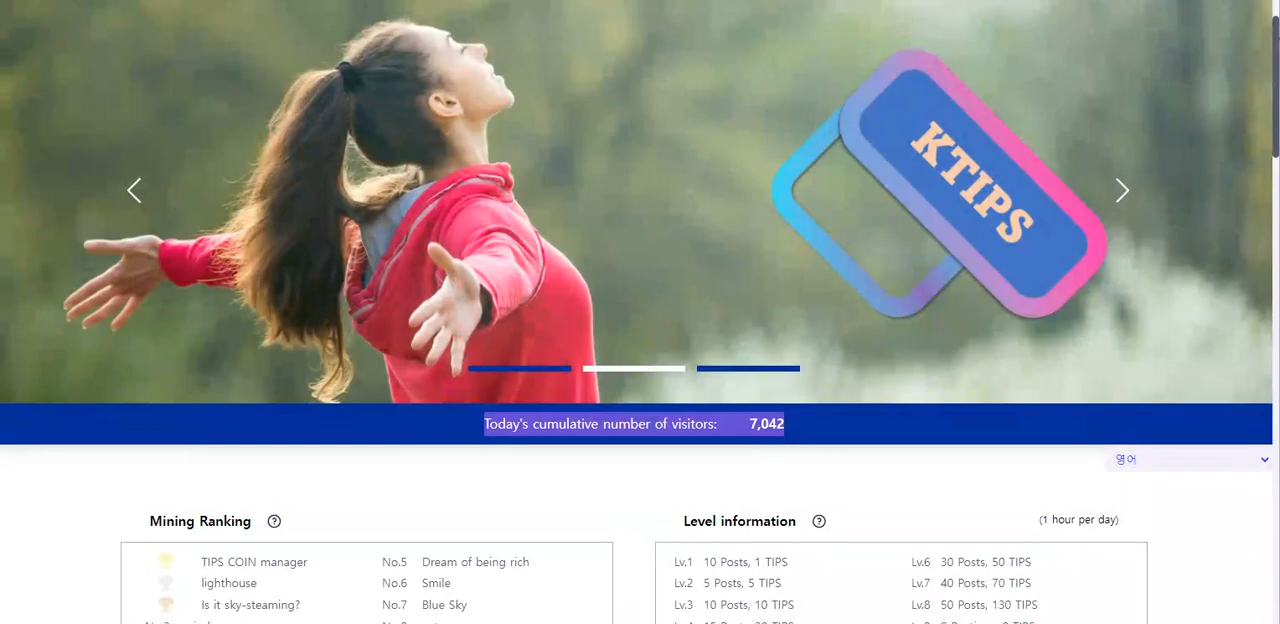 KTIPS
Today's cumulative number of visitors: 7,042
영어
Mining Ranking
TIPS COIN manager
lighthouse
Is it sky-steaming?
No.5 Dream of being rich
No.6 Smile
No.7 Blue Sky
Level information
(1 hour per day)
Lv.1 10 Posts, 1 TIPS
Lv.2 5 Posts, 5 TIPS
Lv.3 10 Posts, 10 TIPS
Lv.6 30 Posts, 50 TIPS
Lv.7 40 Posts, 70 TIPS
Lv.8 50 Posts, 130 TIPS